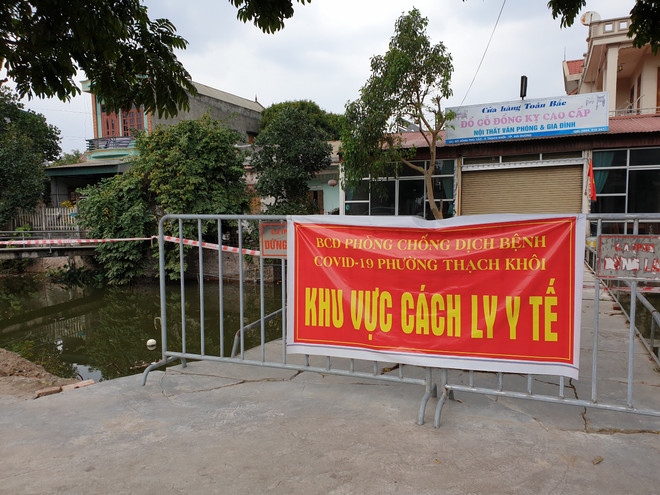 Cửa hàng Toàn Bắc
ĐỒ GỖ ĐỒNG KỴ CAO CẤP
NỘI THẤT VĂN PHÒNG & GIA ĐÌNH
BCĐ PHÒNG CHỐNG DỊCH BỆNH
COVID-19 PHƯỜNG THẠCH KHÔI
KHU VỰC CÁCH LY Y TẾ